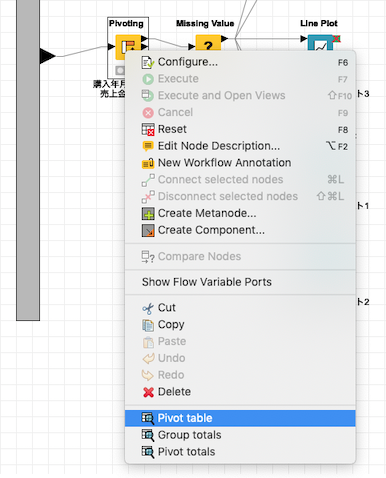 Pivoting
Missing Value
Line Plot
?
購入年月
売上金
Configure... F6
Execute F7
Execute and Open Views ⇧F10
Cancel F9
Reset F8
Edit Node Description... ⌥F2
New Workflow Annotation
Connect selected nodes ⌘L
Disconnect selected nodes ⇧⌘L
Create Metanode...
Create Component...
Compare Nodes
Show Flow Variable Ports
Cut
Copy
Paste
Undo
Redo
Delete
Pivot table
Group totals
Pivot totals
ト3
ト1
ト2